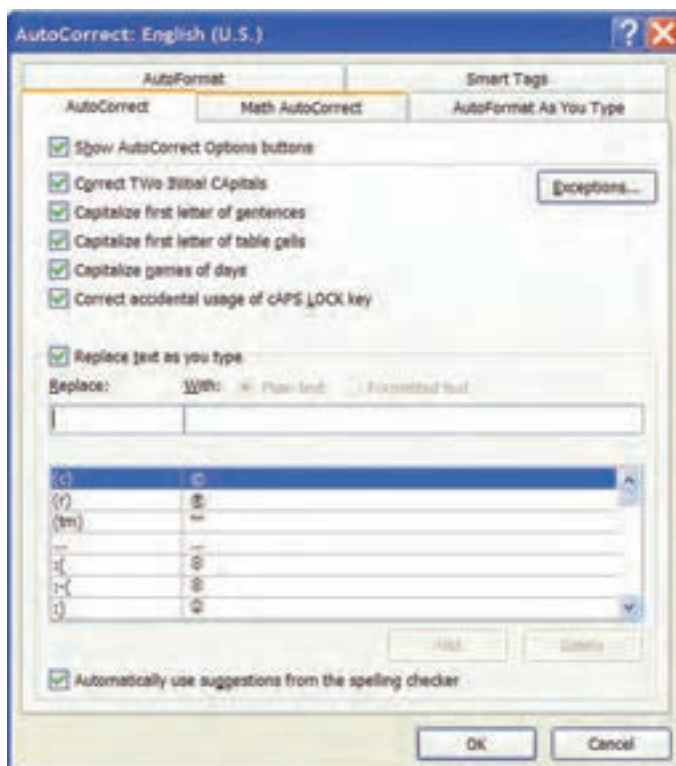 AutoCorrect: English (U.S.)
AutoFormat Smart Tags
AutoCorrect Math AutoCorrect AutoFormat As You Type
Show AutoCorrect Options buttons
Correct TWo INitial CApitals Exceptions...
Capitalize first letter of sentences
Capitalize first letter of table cells
Capitalize names of days
Correct accidental usage of cAPS LOCK key
Replace text as you type
Replace: With: Plain text Formatted text
(c) ©
(r) ®
(tm) ™
... …
:( ☹
:-( ☹
:) ☺
Add Delete
Automatically use suggestions from the spelling checker
OK Cancel